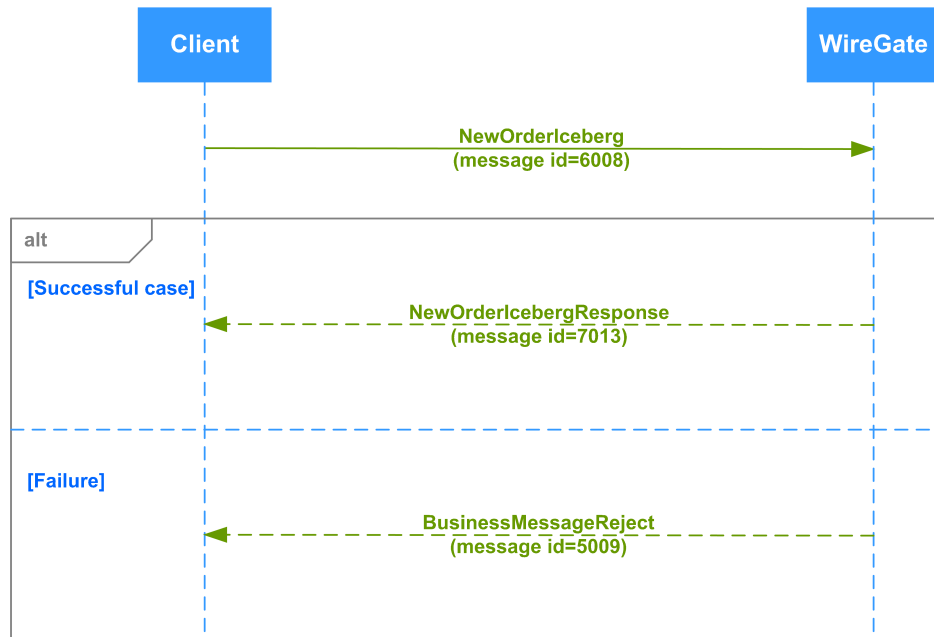 Client
WireGate
NewOrderIceberg
(message id=6008)
alt
[Successful case]
NewOrderIcebergResponse
(message id=7013)
[Failure]
BusinessMessageReject
(message id=5009)